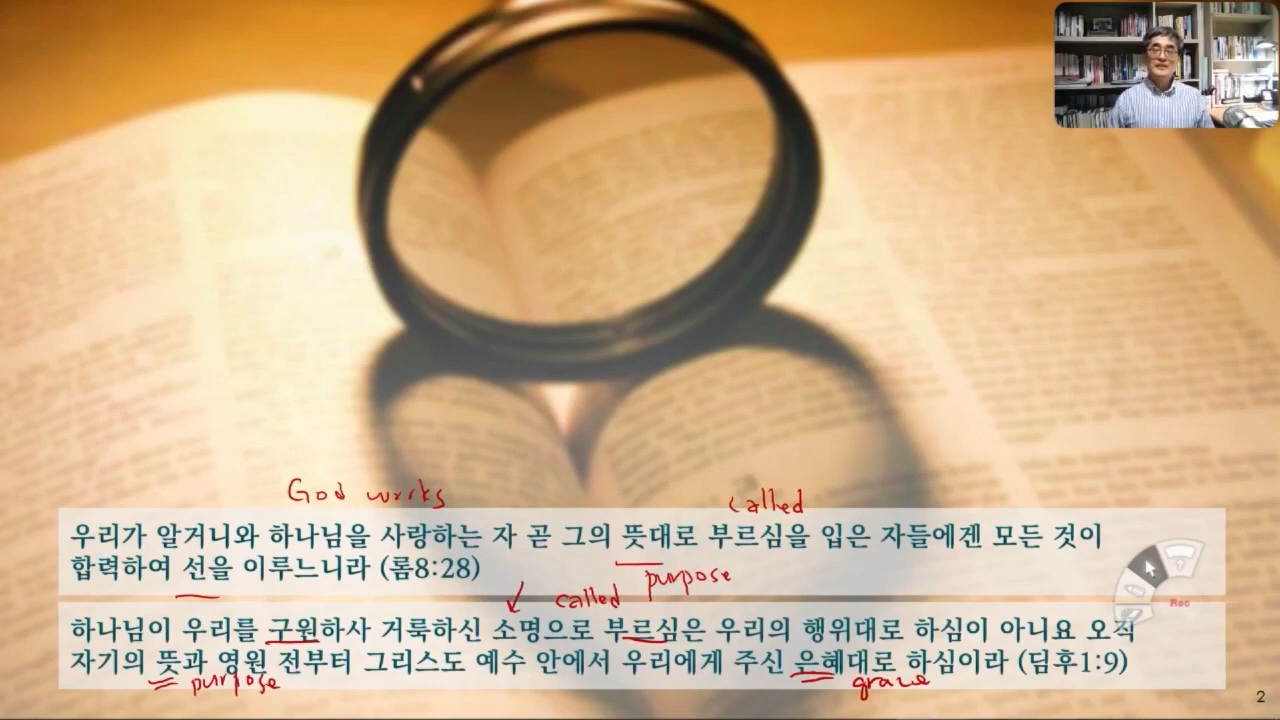 God works
called
우리가 알거니와 하나님을 사랑하는 자 곧 그의 뜻대로 부르심을 입은 자들에겐 모든 것이
합력하여 선을 이루느니라 (롬8:28)
purpose
called
하나님이 우리를 구원하사 거룩하신 소명으로 부르심은 우리의 행위대로 하심이 아니요 오직
자기의 뜻과 영원 전부터 그리스도 예수 안에서 우리에게 주신 은혜대로 하심이라 (딤후1:9)
purpose
grace
Rec
2